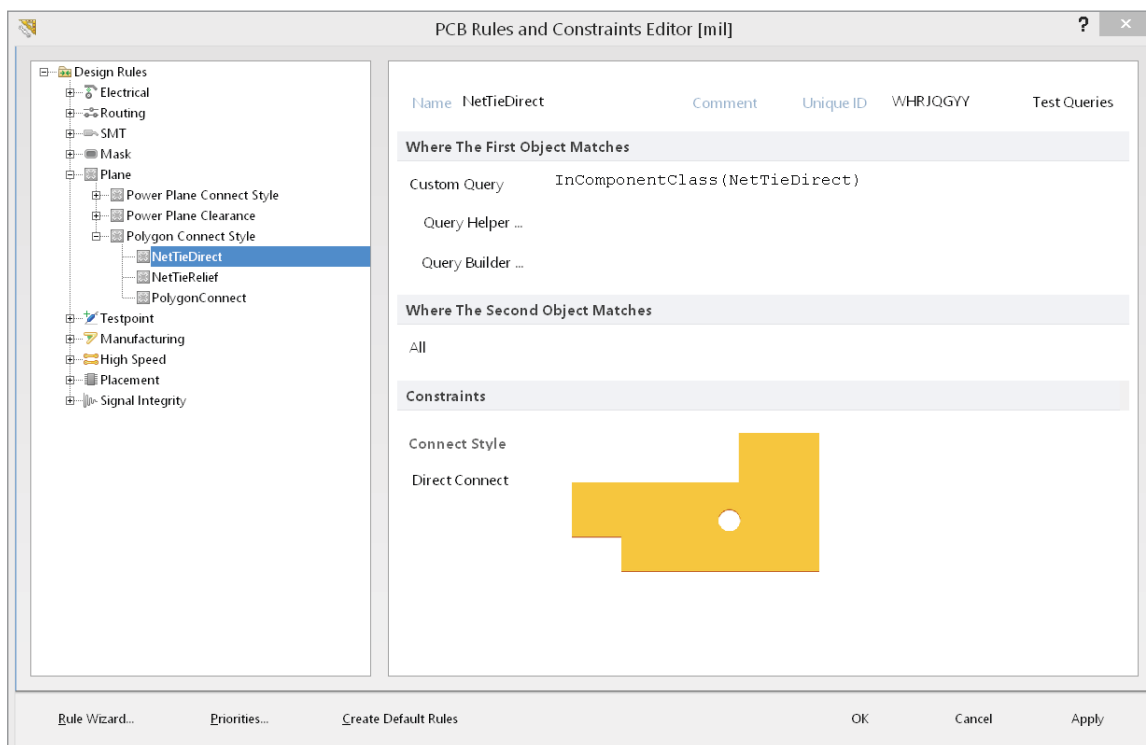 PCB Rules and Constraints Editor [mil]
?
Design Rules
Electrical
Routing
SMT
Mask
Plane
Power Plane Connect Style
Power Plane Clearance
Polygon Connect Style
NetTieDirect
NetTieRelief
PolygonConnect
Testpoint
Manufacturing
High Speed
Placement
Signal Integrity
Name NetTieDirect Comment Unique ID WHRJQGYY Test Queries
Where The First Object Matches
Custom Query InComponentClass(NetTieDirect)
Query Helper ...
Query Builder ...
Where The Second Object Matches
All
Constraints
Connect Style
Direct Connect
Rule Wizard... Priorities... Create Default Rules OK Cancel Apply